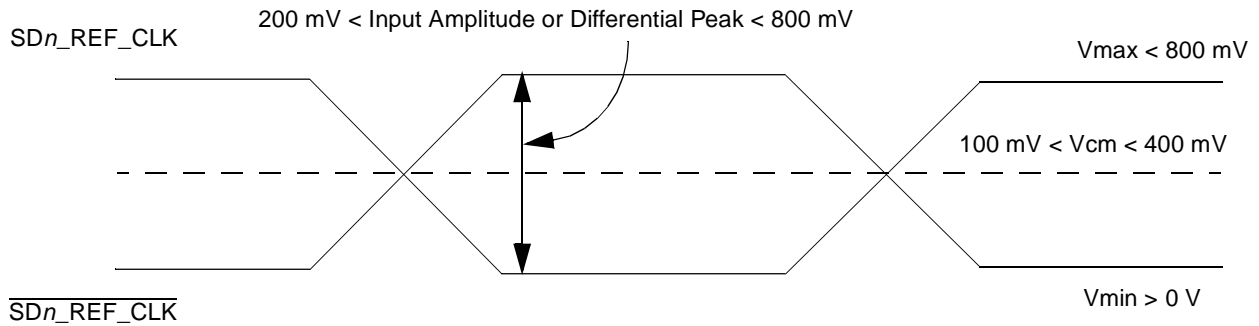 200 mV < Input Amplitude or Differential Peak < 800 mV
SDn_REF_CLK
Vmax < 800 mV
100 mV < Vcm < 400 mV
SDn_REF_CLK
Vmin > 0 V